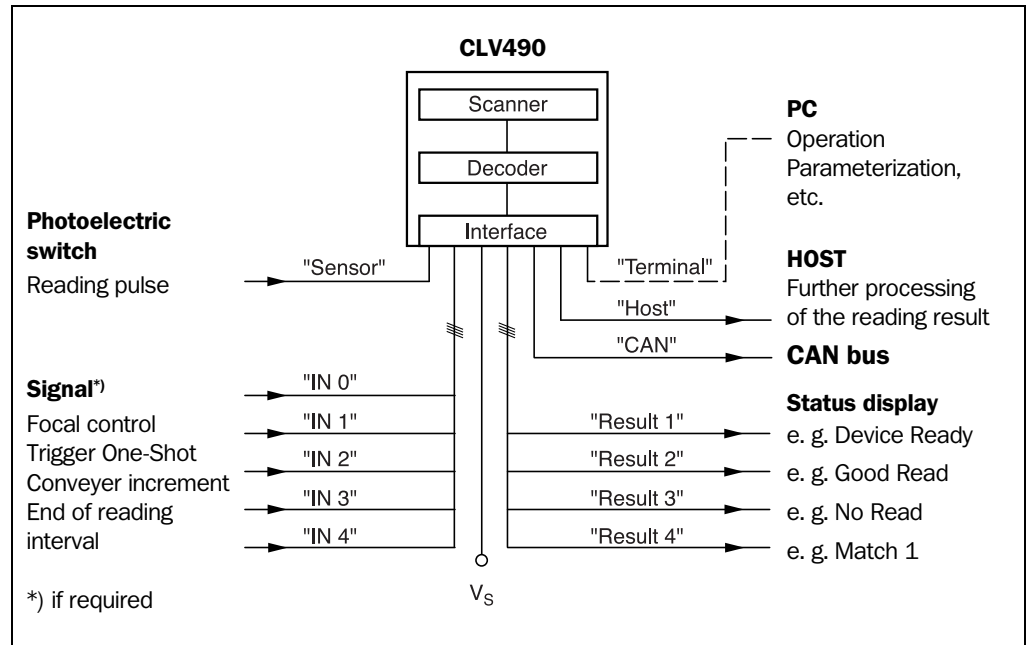 CLV490
Scanner
Decoder
Interface
Photoelectric
switch
Reading pulse
"Sensor"
Signal*)
Focal control
Trigger One-Shot
Conveyer increment
End of reading
interval
*) if required
"IN 0"
"IN 1"
"IN 2"
"IN 3"
"IN 4"
VS
"Terminal"
"Host"
"CAN"
"Result 1"
"Result 2"
"Result 3"
"Result 4"
PC
Operation
Parameterization,
etc.
HOST
Further processing
of the reading result
CAN bus
Status display
e. g. Device Ready
e. g. Good Read
e. g. No Read
e. g. Match 1